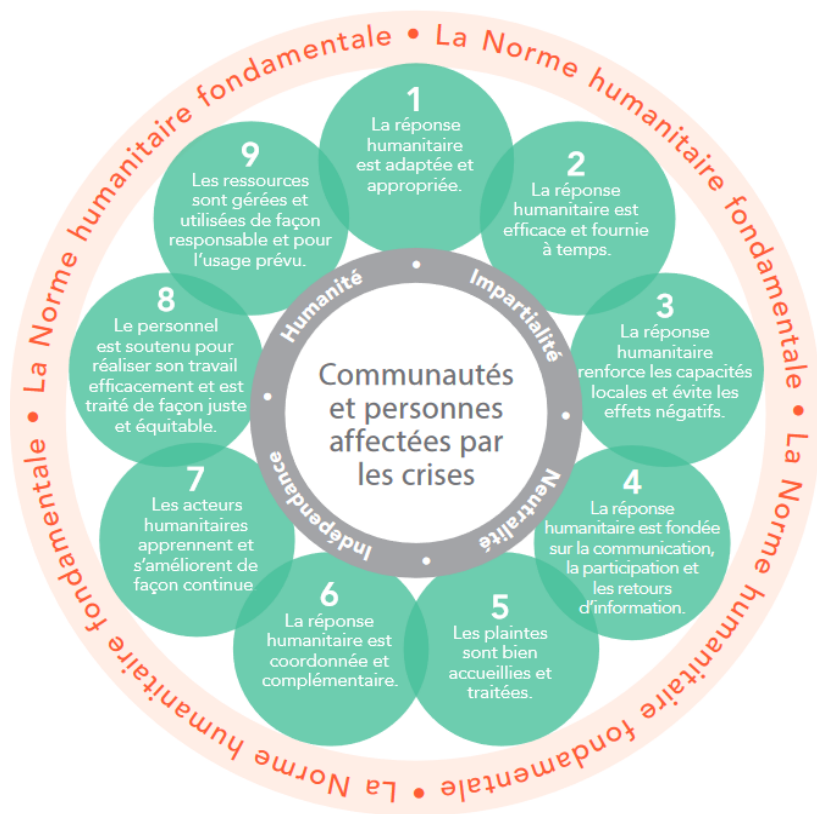 La Norme humanitaire fondamentale • La Norme humanitaire fondamentale • La Norme humanitaire fondamentale • La Norme humanitaire fondamentale •
1
La réponse
humanitaire
est adaptée et
appropriée.
2
La réponse
humanitaire est
efficace et fournie
à temps.
3
La réponse
humanitaire
renforce les capacités
locales et évite les
effets négatifs.
4
La réponse
humanitaire est fondée
sur la communication,
la participation et
les retours
d’information.
5
Les plaintes
sont bien
accueillies et
traitées.
6
La réponse
humanitaire est
coordonnée et
complémentaire.
7
Les acteurs
humanitaires
apprennent et
s’améliorent de
façon continue
8
Le personnel
est soutenu pour
réaliser son travail
efficacement et est
traité de façon juste
et équitable.
9
Les ressources
sont gérées et
utilisées de façon
responsable et pour
l’usage prévu.
Humanité • Impartialité • Neutralité • Indépendance •
Communautés
et personnes
affectées par
les crises